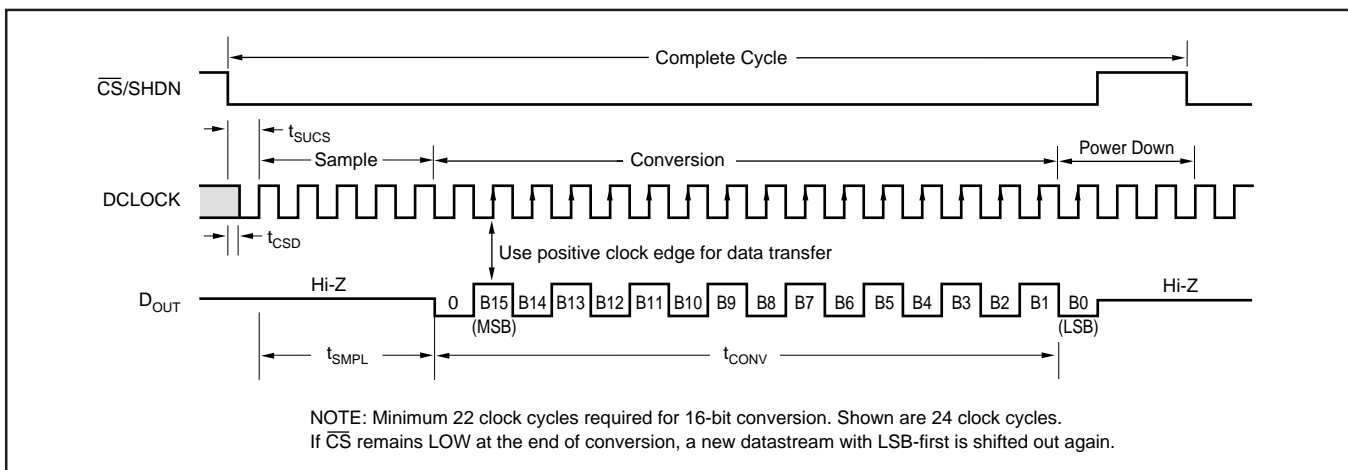 Complete Cycle
CS/SHDN
tSUCS
Sample
Conversion
Power Down
DCLOCK
tCSD
Use positive clock edge for data transfer
Hi-Z
Hi-Z
DOUT
0 B15 B14 B13 B12 B11 B10 B9 B8 B7 B6 B5 B4 B3 B2 B1 B0
(MSB)
(LSB)
tSMPL
tCONV
NOTE: Minimum 22 clock cycles required for 16-bit conversion. Shown are 24 clock cycles.
If CS remains LOW at the end of conversion, a new datastream with LSB-first is shifted out again.